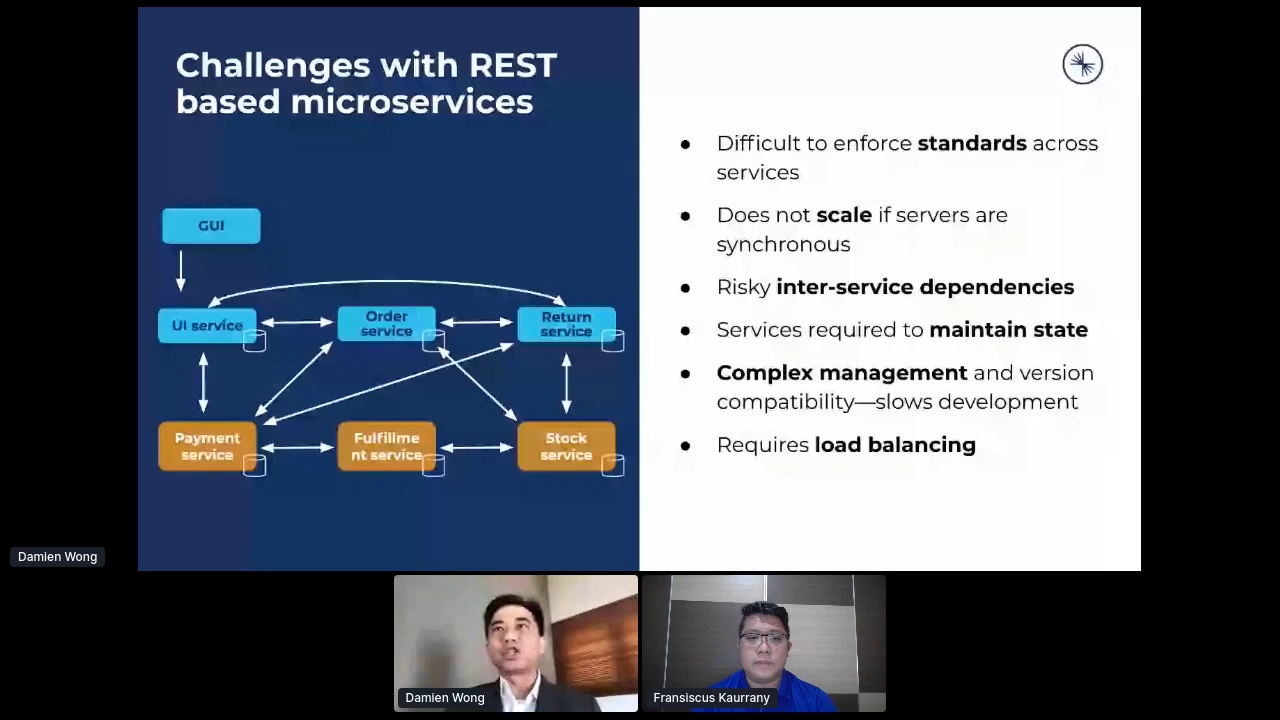 Challenges with REST
based microservices
GUI
UI service
Order
service
Return
service
Payment
service
Fulfillme
nt service
Stock
service
● Difficult to enforce standards across
services
● Does not scale if servers are
synchronous
● Risky inter-service dependencies
● Services required to maintain state
● Complex management and version
compatibility—slows development
● Requires load balancing
Damien Wong
Damien Wong
Fransiscus Kaurrany